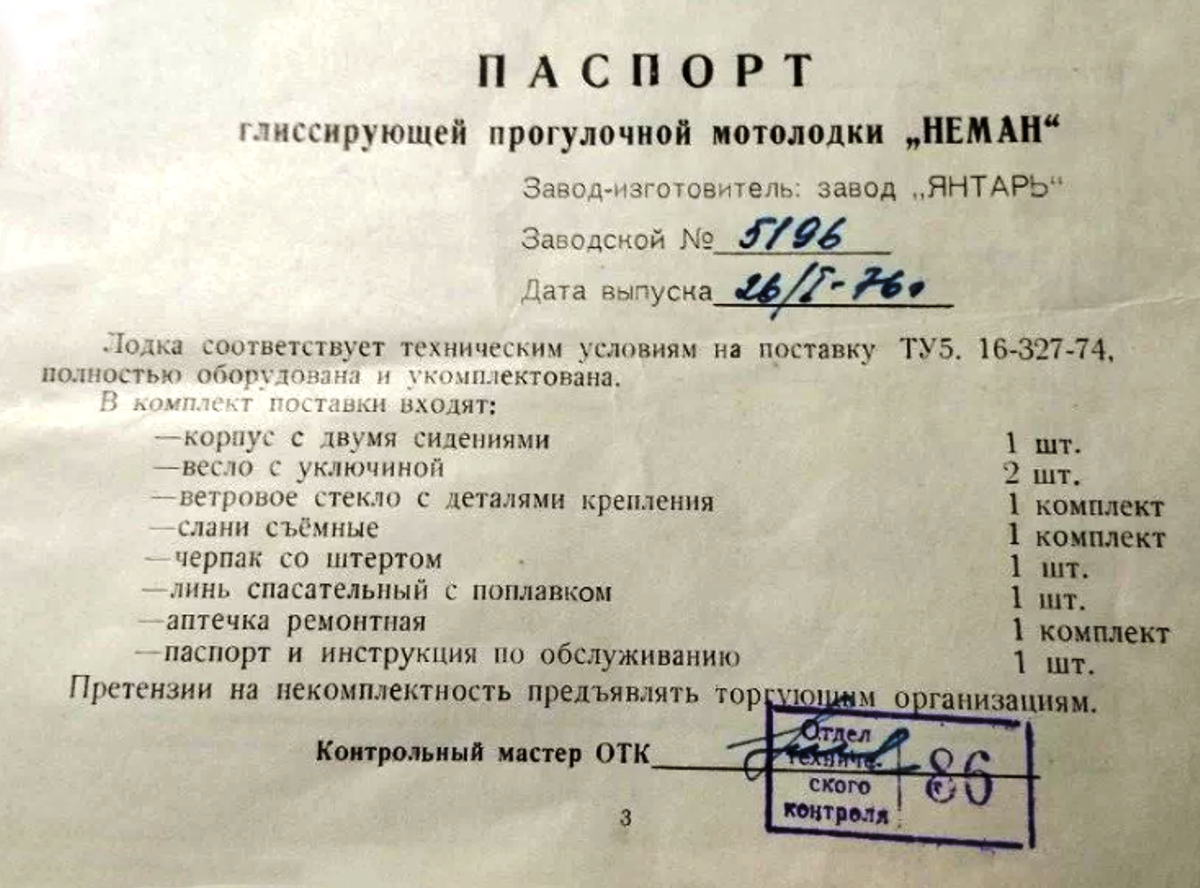 ПАСПОРТ
глиссирующей прогулочной мотолодки „НЕМАН“
Завод-изготовитель: завод „ЯНТАРЬ“
Заводской № 5196
Дата выпуска 26/I-76г
Лодка соответствует техническим условиям на поставку ТУ5. 16-327-74,
полностью оборудована и укомплектована.
В комплект поставки входят:
—корпус с двумя сидениями 1 шт.
—весло с уключиной 2 шт.
—ветровое стекло с деталями крепления 1 комплект
—слани съёмные 1 комплект
—черпак со штертом 1 шт.
—линь спасательный с поплавком 1 шт.
—аптечка ремонтная 1 комплект
—паспорт и инструкция по обслуживанию 1 шт.
Претензии на некомплектность предъявлять торгующим организациям.
Контрольный мастер ОТК
Отдел
техниче-
ского
контроля
86
3